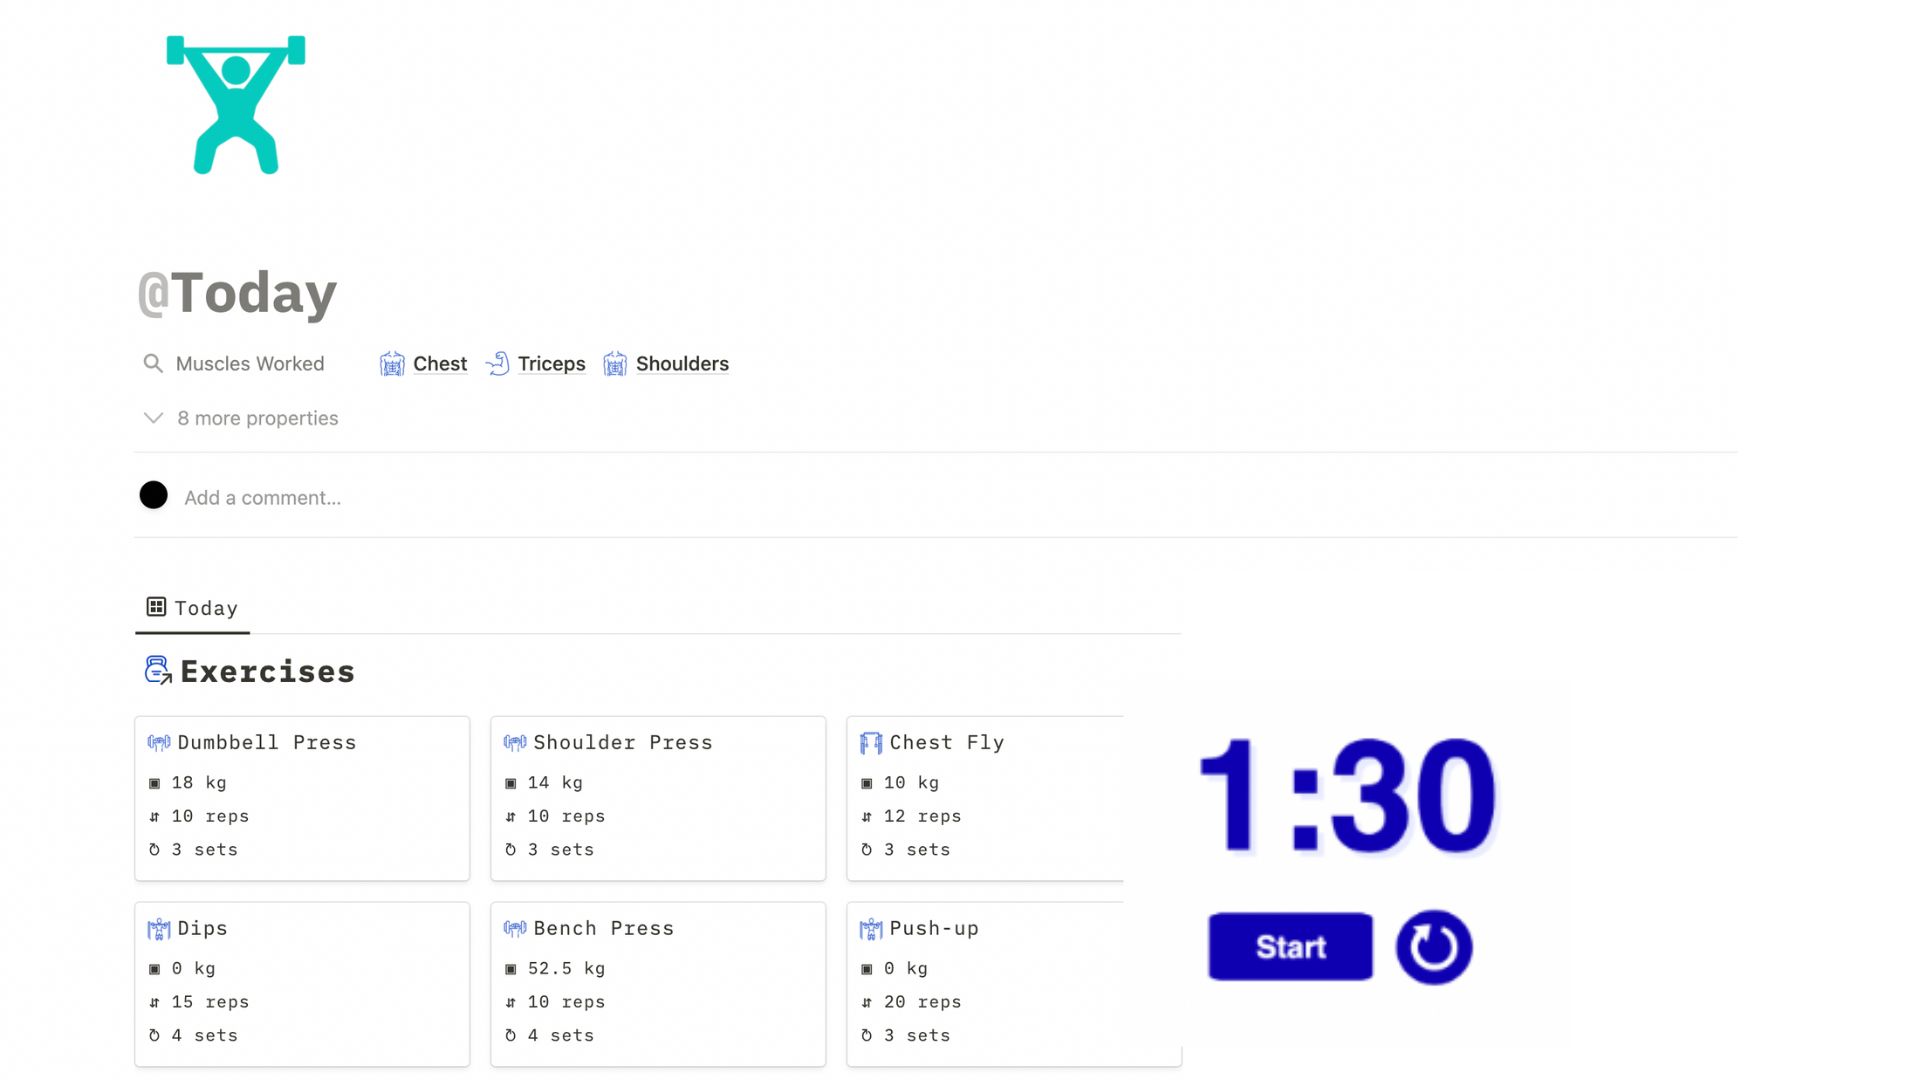 @Today
Muscles Worked Chest Triceps Shoulders
8 more properties
Add a comment...
Today
Exercises
Dumbbell Press
18 kg
10 reps
3 sets
Shoulder Press
14 kg
10 reps
3 sets
Chest Fly
10 kg
12 reps
3 sets
Dips
0 kg
15 reps
4 sets
Bench Press
52.5 kg
10 reps
4 sets
Push-up
0 kg
20 reps
3 sets
1:30
Start